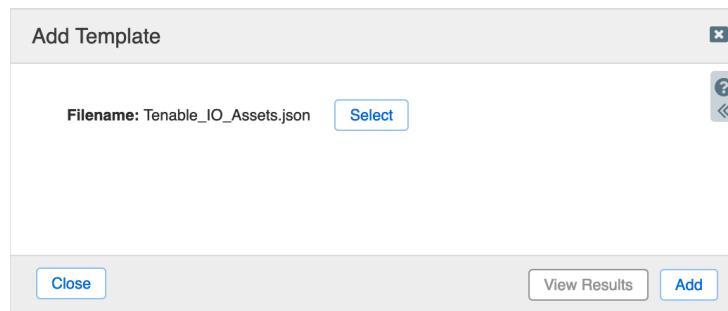 Add Template
Filename: Tenable_IO_Assets.json Select
Close View Results Add